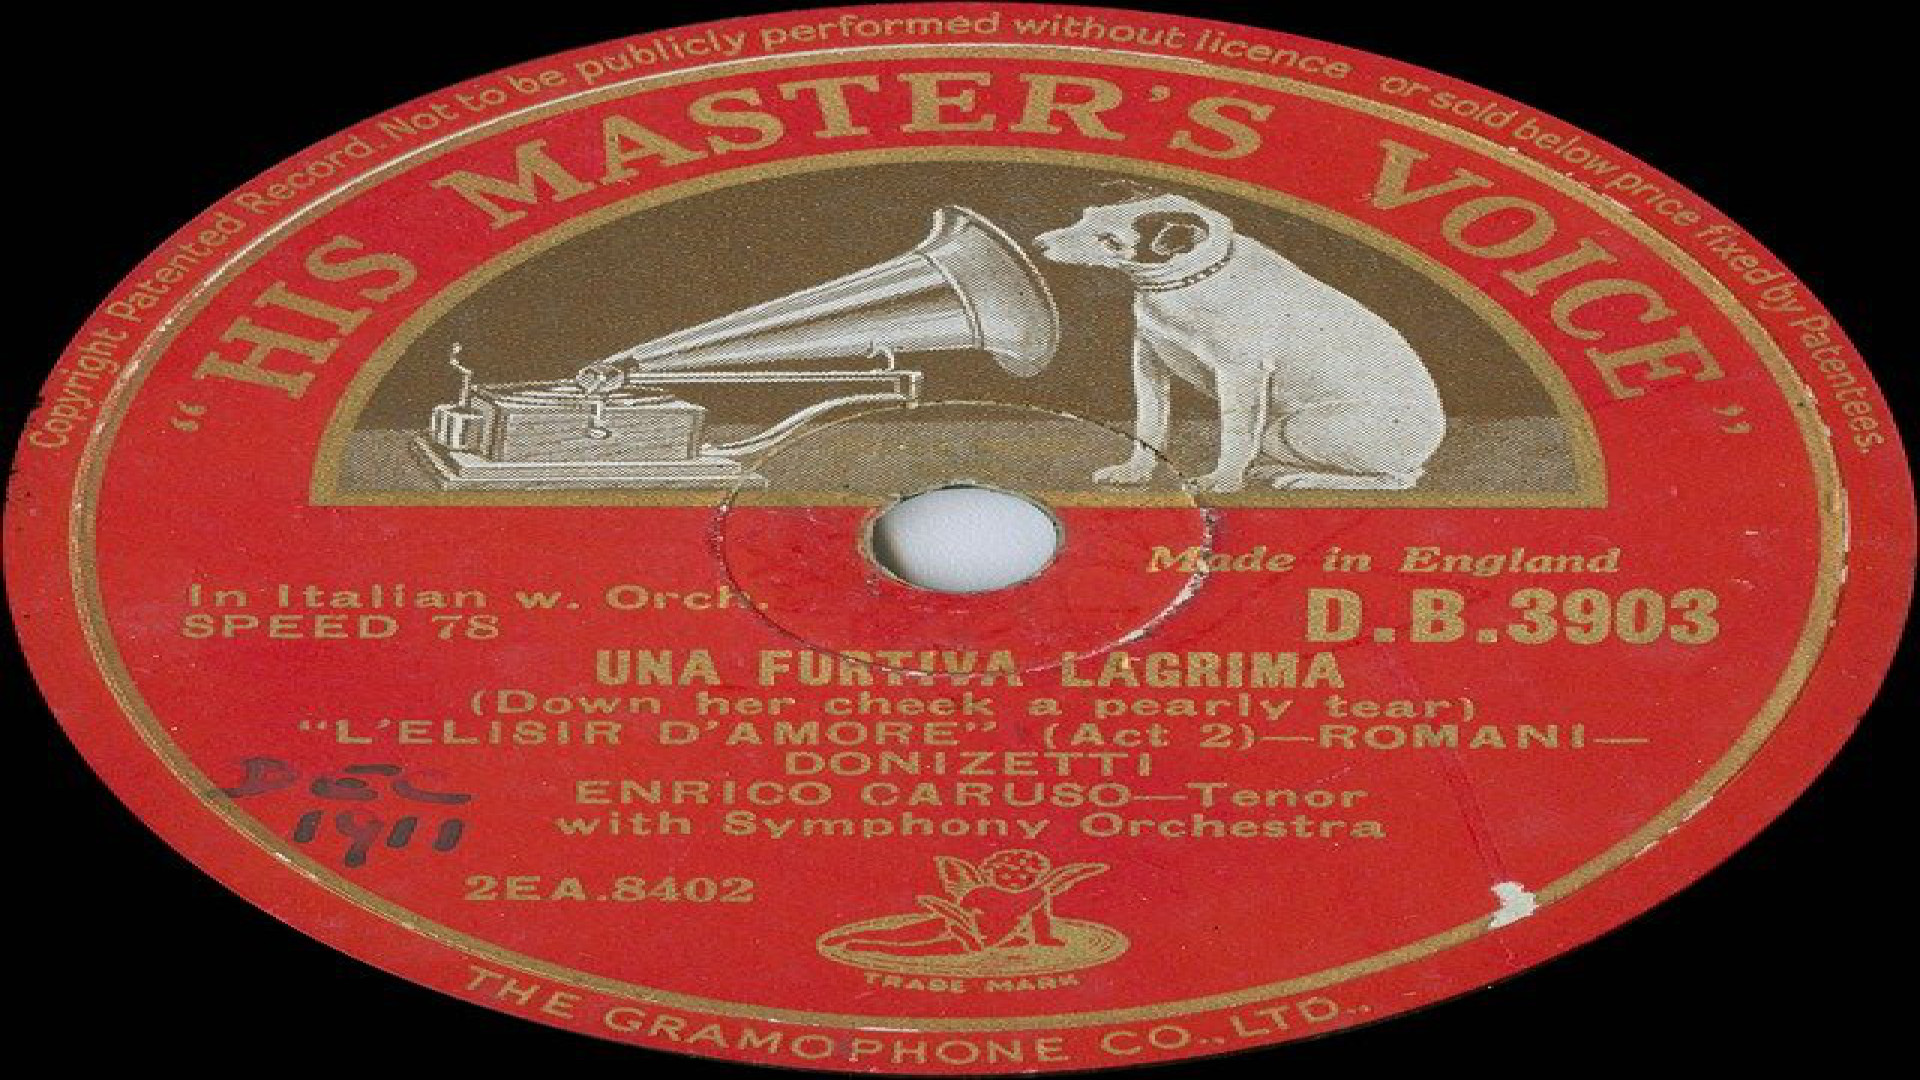 Copyright Patented Record. Not to be publicly performed without licence or sold below price fixed by Patentees.
"HIS MASTER'S VOICE"
Made in England
In Italian w. Orch.
SPEED 78
D.B.3903
UNA FURTIVA LAGRIMA
(Down her cheek a pearly tear)
"L'ELISIR D'AMORE" (Act 2)—ROMANI—
DONIZETTI
ENRICO CARUSO—Tenor
with Symphony Orchestra
DEC
1911
2EA.8402
TRADE MARK
THE GRAMOPHONE CO., LTD.,